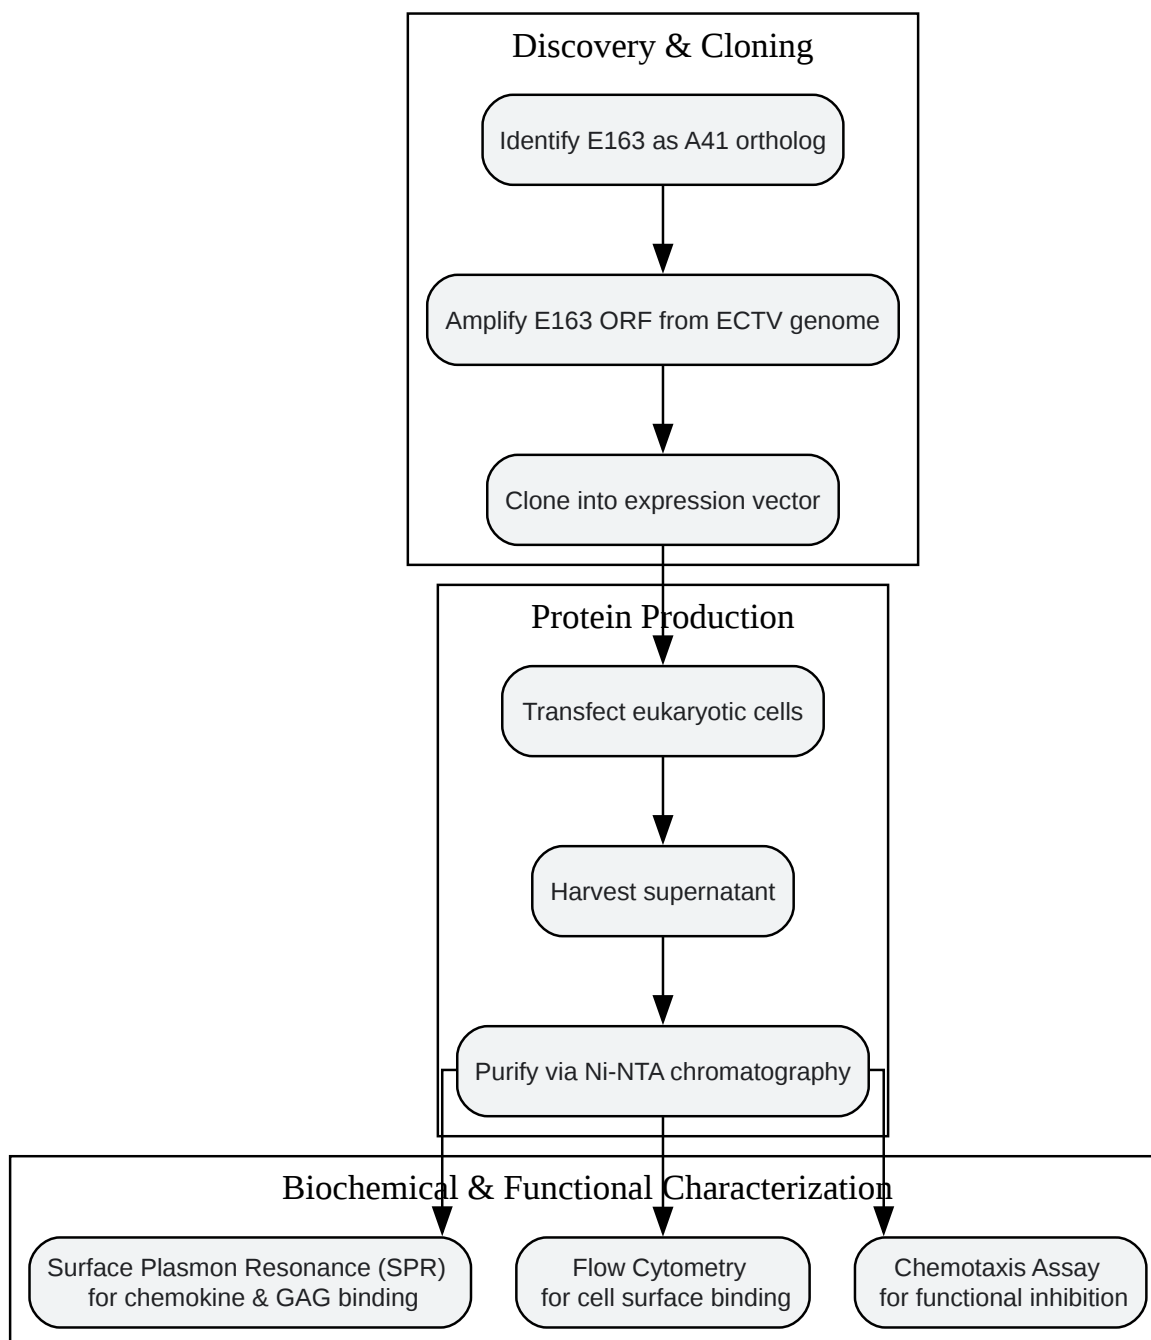 Discovery & Cloning
Identify E163 as A41 ortholog
Amplify E163 ORF from ECTV genome
Clone into expression vector
Protein Production
Transfect eukaryotic cells
Harvest supernatant
Purify via Ni-NTA chromatography
Biochemical & Functional Characterization
Surface Plasmon Resonance (SPR)
for chemokine & GAG binding
Flow Cytometry
for cell surface binding
Chemotaxis Assay
for functional inhibition